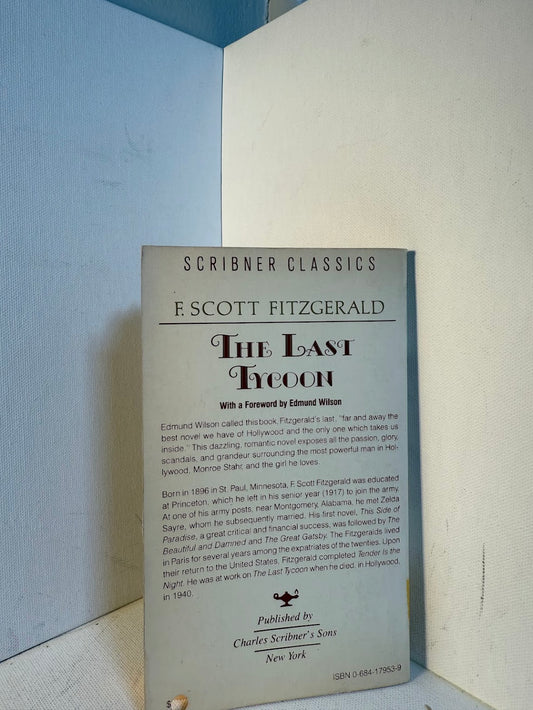 SCRIBNER CLASSICS
F. SCOTT FITZGERALD
THE LAST
TYCOON
With a Foreword by Edmund Wilson
Edmund Wilson called this book, Fitzgerald's last, "far and away the
best novel we have of Hollywood and the only one which takes us
inside." This dazzling, romantic novel exposes all the passion, glory,
scandals, and grandeur surrounding the most powerful man in Hol-
lywood, Monroe Stahr, and the girl he loves.
Born in 1896 in St. Paul, Minnesota, F. Scott Fitzgerald was educated
at Princeton, which he left in his senior year (1917) to join the army.
At one of his army posts, near Montgomery, Alabama, he met Zelda
Sayre, whom he subsequently married. His first novel, This Side of
Paradise, a great critical and financial success, was followed by The
Beautiful and Damned and The Great Gatsby. The Fitzgeralds lived
in Paris for several years among the expatriates of the twenties. Upon
their return to the United States, Fitzgerald completed Tender Is the
Night. He was at work on The Last Tycoon when he died, in Hollywood,
in 1940.
Published by
Charles Scribner's Sons
New York
ISBN 0-684-17953-9
$